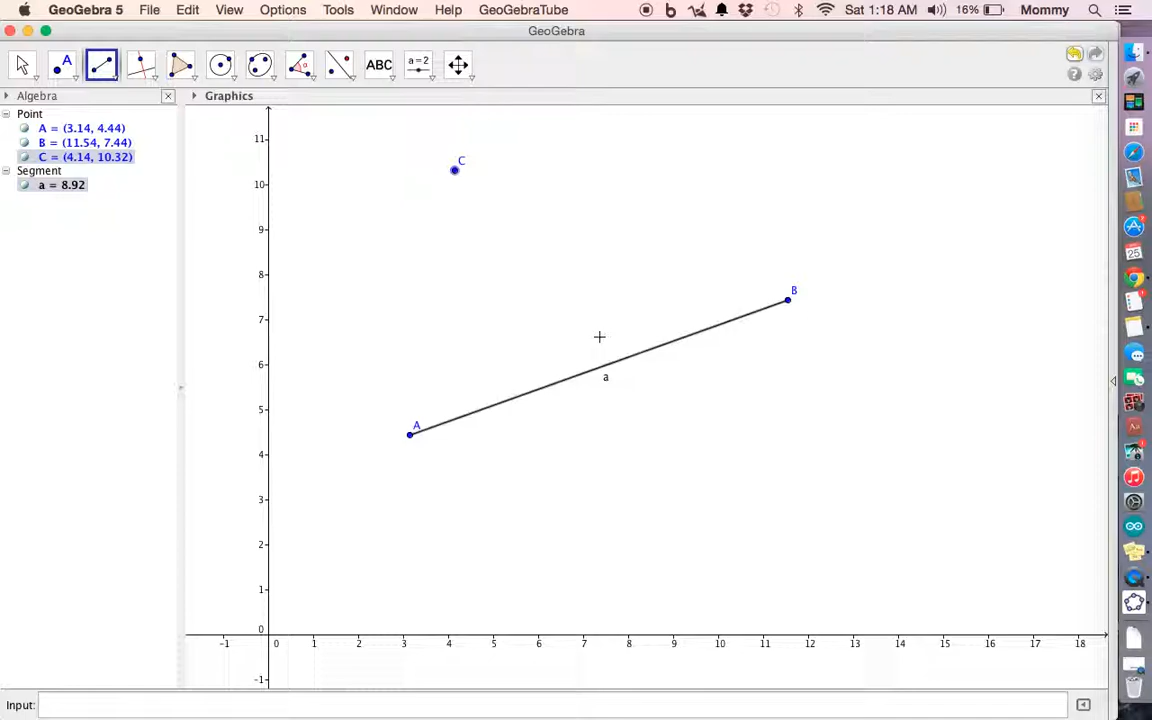 GeoGebra 5 File Edit View Options Tools Window Help GeoGebraTube Sat 1:18 AM 16% Mommy
GeoGebra
A ABC a=2
Algebra
Graphics
Point
A = (3.14, 4.44)
B = (11.54, 7.44)
C = (4.14, 10.32)
Segment
a = 8.92
11
10
9
8
7
6
5
4
3
2
1
0
-1
-1 0 1 2 3 4 5 6 7 8 9 10 11 12 13 14 15 16 17 18
C
B
a
A
25
Input: